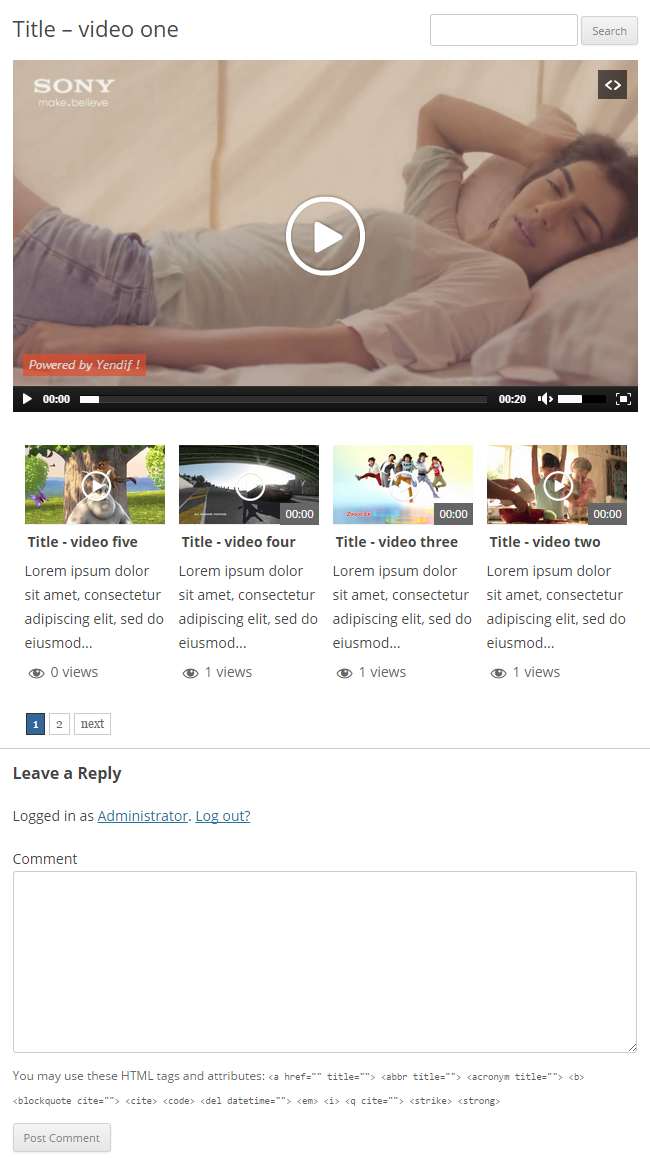 Title – video one
Search
SONY
make.believe
<>
Powered by Yendif !
00:00
00:20
00:00
00:00
00:00
Title - video five
Title - video four
Title - video three
Title - video two
Lorem ipsum dolor
sit amet, consectetur
adipiscing elit, sed do
eiusmod...
Lorem ipsum dolor
sit amet, consectetur
adipiscing elit, sed do
eiusmod...
Lorem ipsum dolor
sit amet, consectetur
adipiscing elit, sed do
eiusmod...
Lorem ipsum dolor
sit amet, consectetur
adipiscing elit, sed do
eiusmod...
0 views
1 views
1 views
1 views
1 2 next
Leave a Reply
Logged in as Administrator. Log out?
Comment
You may use these HTML tags and attributes: <a href="" title=""> <abbr title=""> <acronym title=""> <b>
<blockquote cite=""> <cite> <code> <del datetime=""> <em> <i> <q cite=""> <strike> <strong>
Post Comment